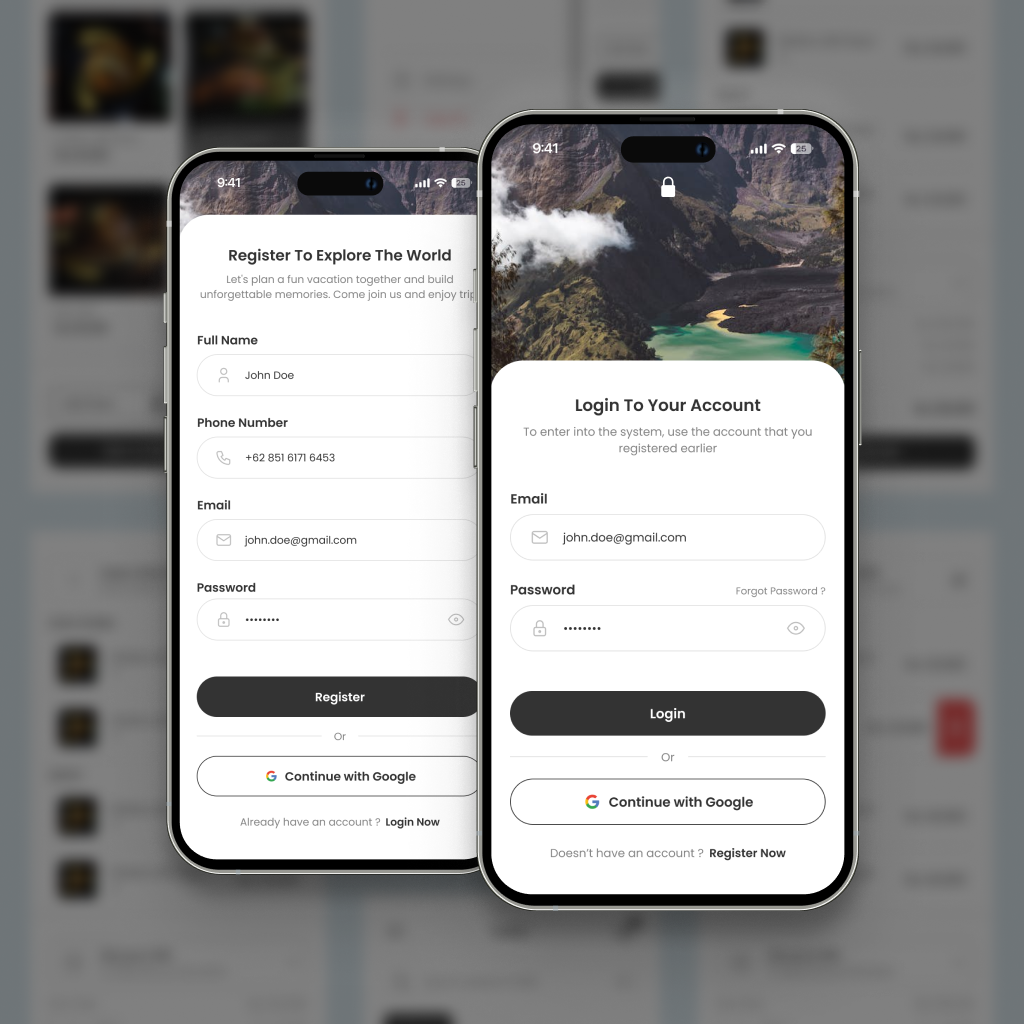 9:41
25
Register To Explore The World
Let's plan a fun vacation together and build
unforgettable memories. Come join us and enjoy
Full Name
John Doe
Phone Number
+62 851 6171 6453
Email
john.doe@gmail.com
Password
••••••••
Register
Or
Continue with Google
Already have an account ? Login Now
9:41
25
Login To Your Account
To enter into the system, use the account that you
registered earlier
Email
john.doe@gmail.com
Password
Forgot Password ?
••••••••
Login
Or
Continue with Google
Doesn't have an account ? Register Now